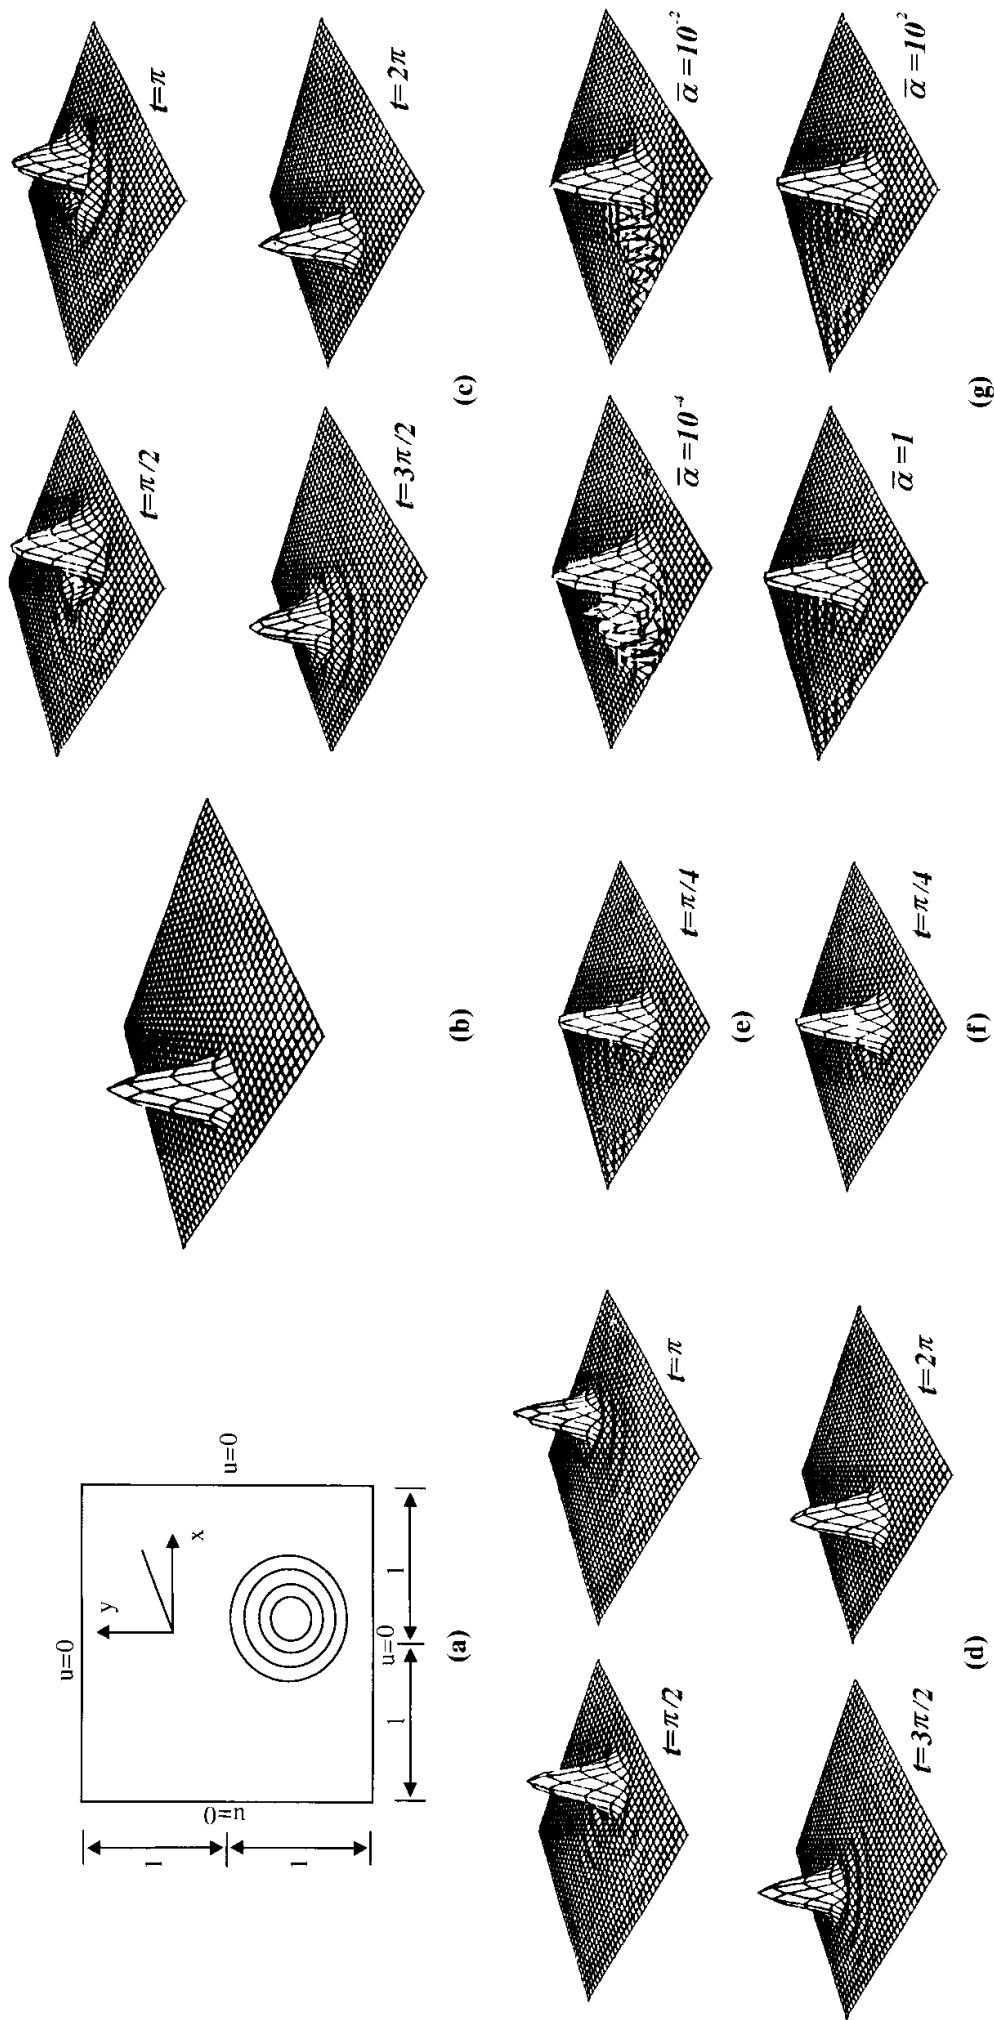 u=0
u=0
u=0
u=0
y
x
1
1
1
1
(a)
(b)
t=π/2
t=π
t=3π/2
t=2π
(c)
t=π/2
t=π
t=3π/2
t=2π
(d)
t=π/4
(e)
t=π/4
(f)
α̅=10⁻⁴
α̅=10⁻²
α̅=1
α̅=10²
(g)